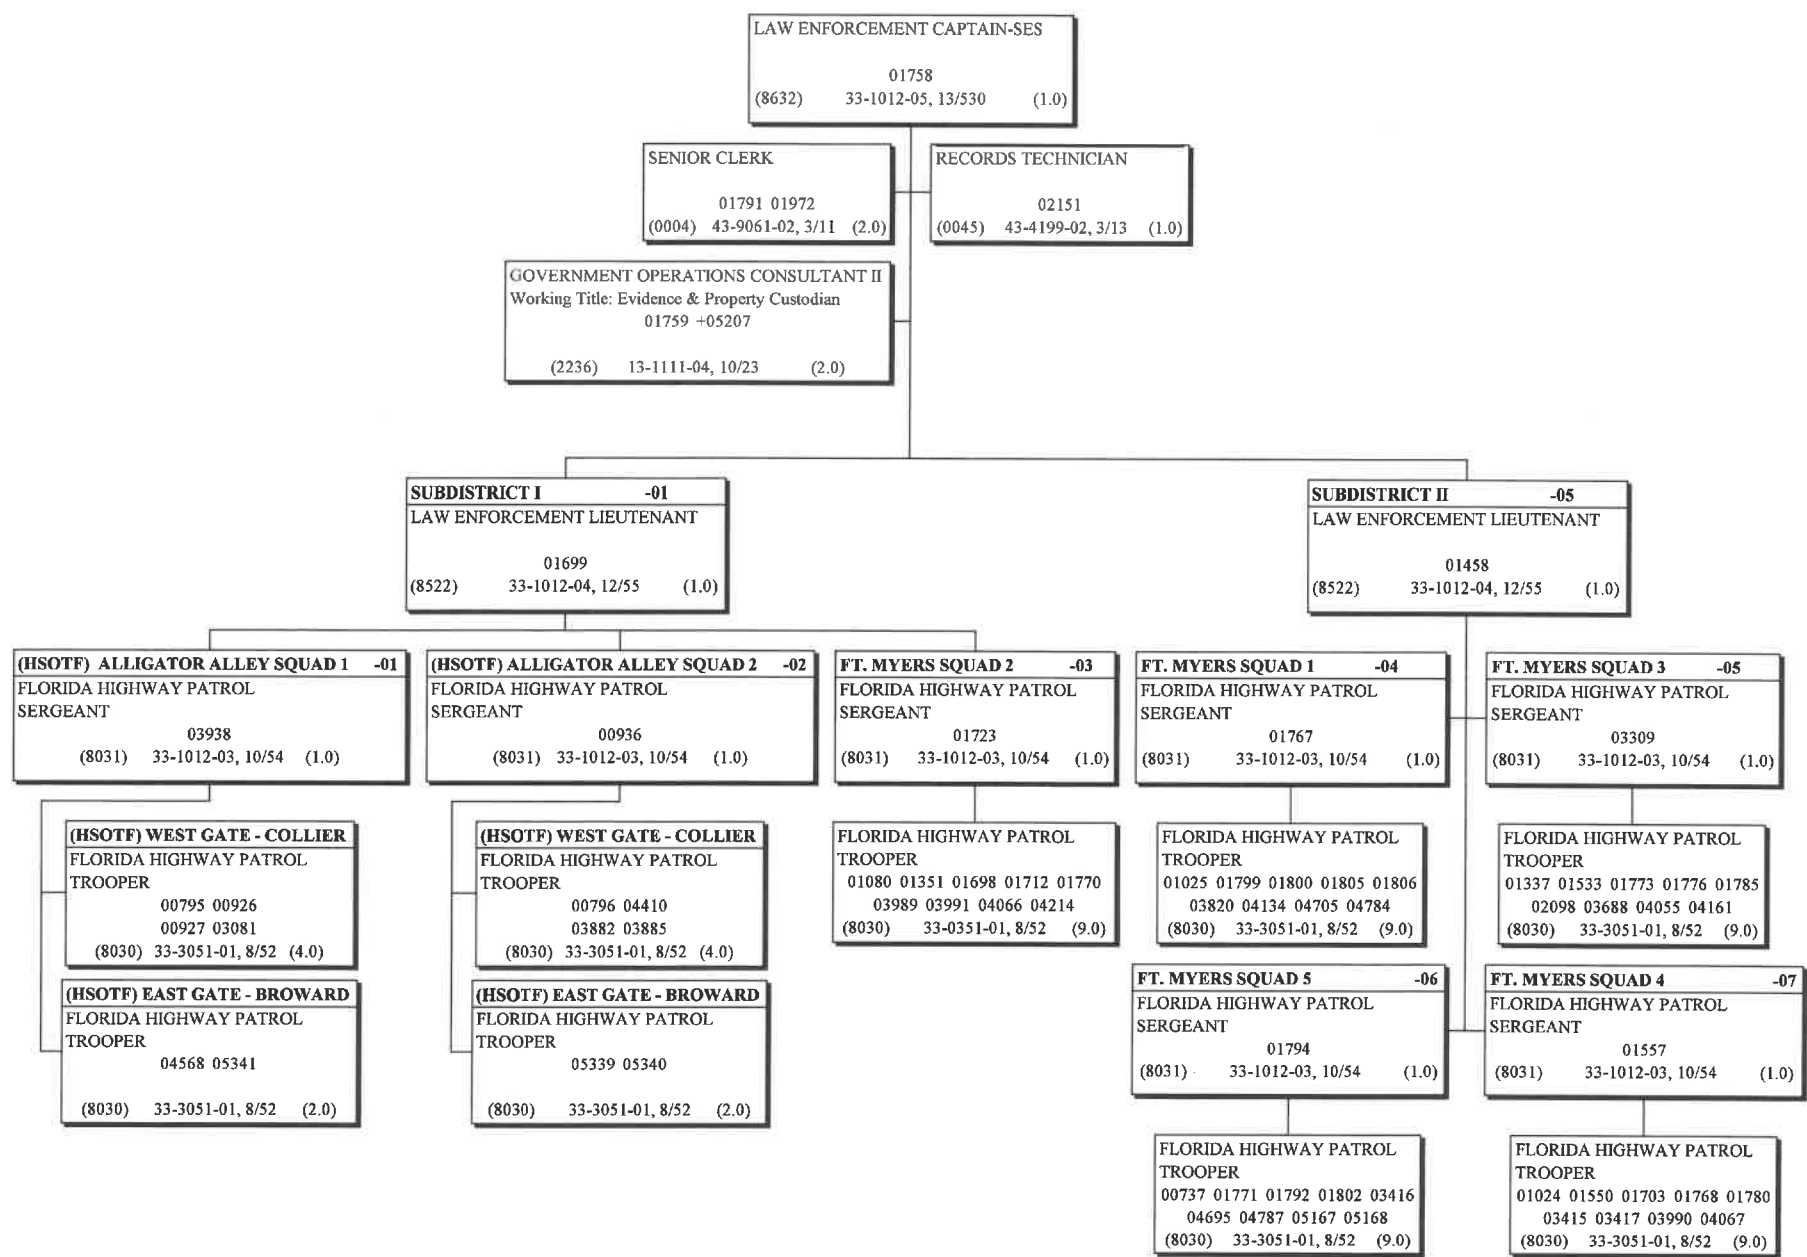 LAW ENFORCEMENT CAPTAIN-SES
01758
(8632) 33-1012-05, 13/530 (1.0)
SENIOR CLERK
01791 01972
(0004) 43-9061-02, 3/11 (2.0)
RECORDS TECHNICIAN
02151
(0045) 43-4199-02, 3/13 (1.0)
GOVERNMENT OPERATIONS CONSULTANT II
Working Title: Evidence & Property Custodian
01759 +05207
(2236) 13-1111-04, 10/23 (2.0)
SUBDISTRICT I -01
LAW ENFORCEMENT LIEUTENANT
01699
(8522) 33-1012-04, 12/55 (1.0)
SUBDISTRICT II -05
LAW ENFORCEMENT LIEUTENANT
01458
(8522) 33-1012-04, 12/55 (1.0)
(HSOTF) ALLIGATOR ALLEY SQUAD 1 -01
FLORIDA HIGHWAY PATROL
SERGEANT
03938
(8031) 33-1012-03, 10/54 (1.0)
(HSOTF) ALLIGATOR ALLEY SQUAD 2 -02
FLORIDA HIGHWAY PATROL
SERGEANT
00936
(8031) 33-1012-03, 10/54 (1.0)
FT. MYERS SQUAD 2 -03
FLORIDA HIGHWAY PATROL
SERGEANT
01723
(8031) 33-1012-03, 10/54 (1.0)
FT. MYERS SQUAD 1 -04
FLORIDA HIGHWAY PATROL
SERGEANT
01767
(8031) 33-1012-03, 10/54 (1.0)
FT. MYERS SQUAD 3 -05
FLORIDA HIGHWAY PATROL
SERGEANT
03309
(8031) 33-1012-03, 10/54 (1.0)
(HSOTF) WEST GATE - COLLIER
FLORIDA HIGHWAY PATROL
TROOPER
00795 00926
00927 03081
(8030) 33-3051-01, 8/52 (4.0)
(HSOTF) WEST GATE - COLLIER
FLORIDA HIGHWAY PATROL
TROOPER
00796 04410
03882 03885
(8030) 33-3051-01, 8/52 (4.0)
FLORIDA HIGHWAY PATROL
TROOPER
01080 01351 01698 01712 01770
03989 03991 04066 04214
(8030) 33-0351-01, 8/52 (9.0)
FLORIDA HIGHWAY PATROL
TROOPER
01025 01799 01800 01805 01806
03820 04134 04705 04784
(8030) 33-3051-01, 8/52 (9.0)
FLORIDA HIGHWAY PATROL
TROOPER
01337 01533 01773 01776 01785
02098 03688 04055 04161
(8030) 33-3051-01, 8/52 (9.0)
(HSOTF) EAST GATE - BROWARD
FLORIDA HIGHWAY PATROL
TROOPER
04568 05341
(8030) 33-3051-01, 8/52 (2.0)
(HSOTF) EAST GATE - BROWARD
FLORIDA HIGHWAY PATROL
TROOPER
05339 05340
(8030) 33-3051-01, 8/52 (2.0)
FT. MYERS SQUAD 5 -06
FLORIDA HIGHWAY PATROL
SERGEANT
01794
(8031) 33-1012-03, 10/54 (1.0)
FT. MYERS SQUAD 4 -07
FLORIDA HIGHWAY PATROL
SERGEANT
01557
(8031) 33-1012-03, 10/54 (1.0)
FLORIDA HIGHWAY PATROL
TROOPER
00737 01771 01792 01802 03416
04695 04787 05167 05168
(8030) 33-3051-01, 8/52 (9.0)
FLORIDA HIGHWAY PATROL
TROOPER
01024 01550 01703 01768 01780
03415 03417 03990 04067
(8030) 33-3051-01, 8/52 (9.0)